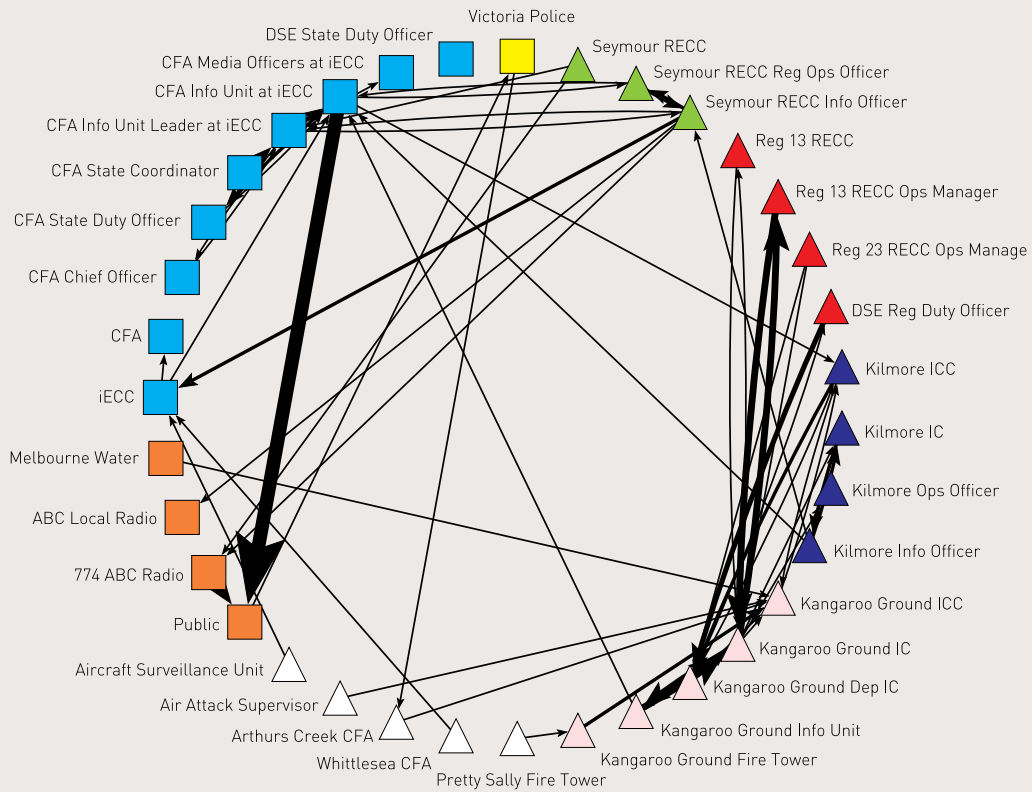 Victoria Police
DSE State Duty Officer
Seymour RECC
CFA Media Officers at iECC
Seymour RECC Reg Ops Officer
CFA Info Unit at iECC
Seymour RECC Info Officer
CFA Info Unit Leader at iECC
Reg 13 RECC
CFA State Coordinator
Reg 13 RECC Ops Manager
CFA State Duty Officer
Reg 23 RECC Ops Manage
CFA Chief Officer
DSE Reg Duty Officer
CFA
Kilmore ICC
iECC
Kilmore IC
Melbourne Water
Kilmore Ops Officer
ABC Local Radio
Kilmore Info Officer
774 ABC Radio
Kangaroo Ground ICC
Public
Kangaroo Ground IC
Aircraft Surveillance Unit
Kangaroo Ground Dep IC
Air Attack Supervisor
Kangaroo Ground Info Unit
Arthurs Creek CFA
Kangaroo Ground Fire Tower
Whittlesea CFA
Pretty Sally Fire Tower